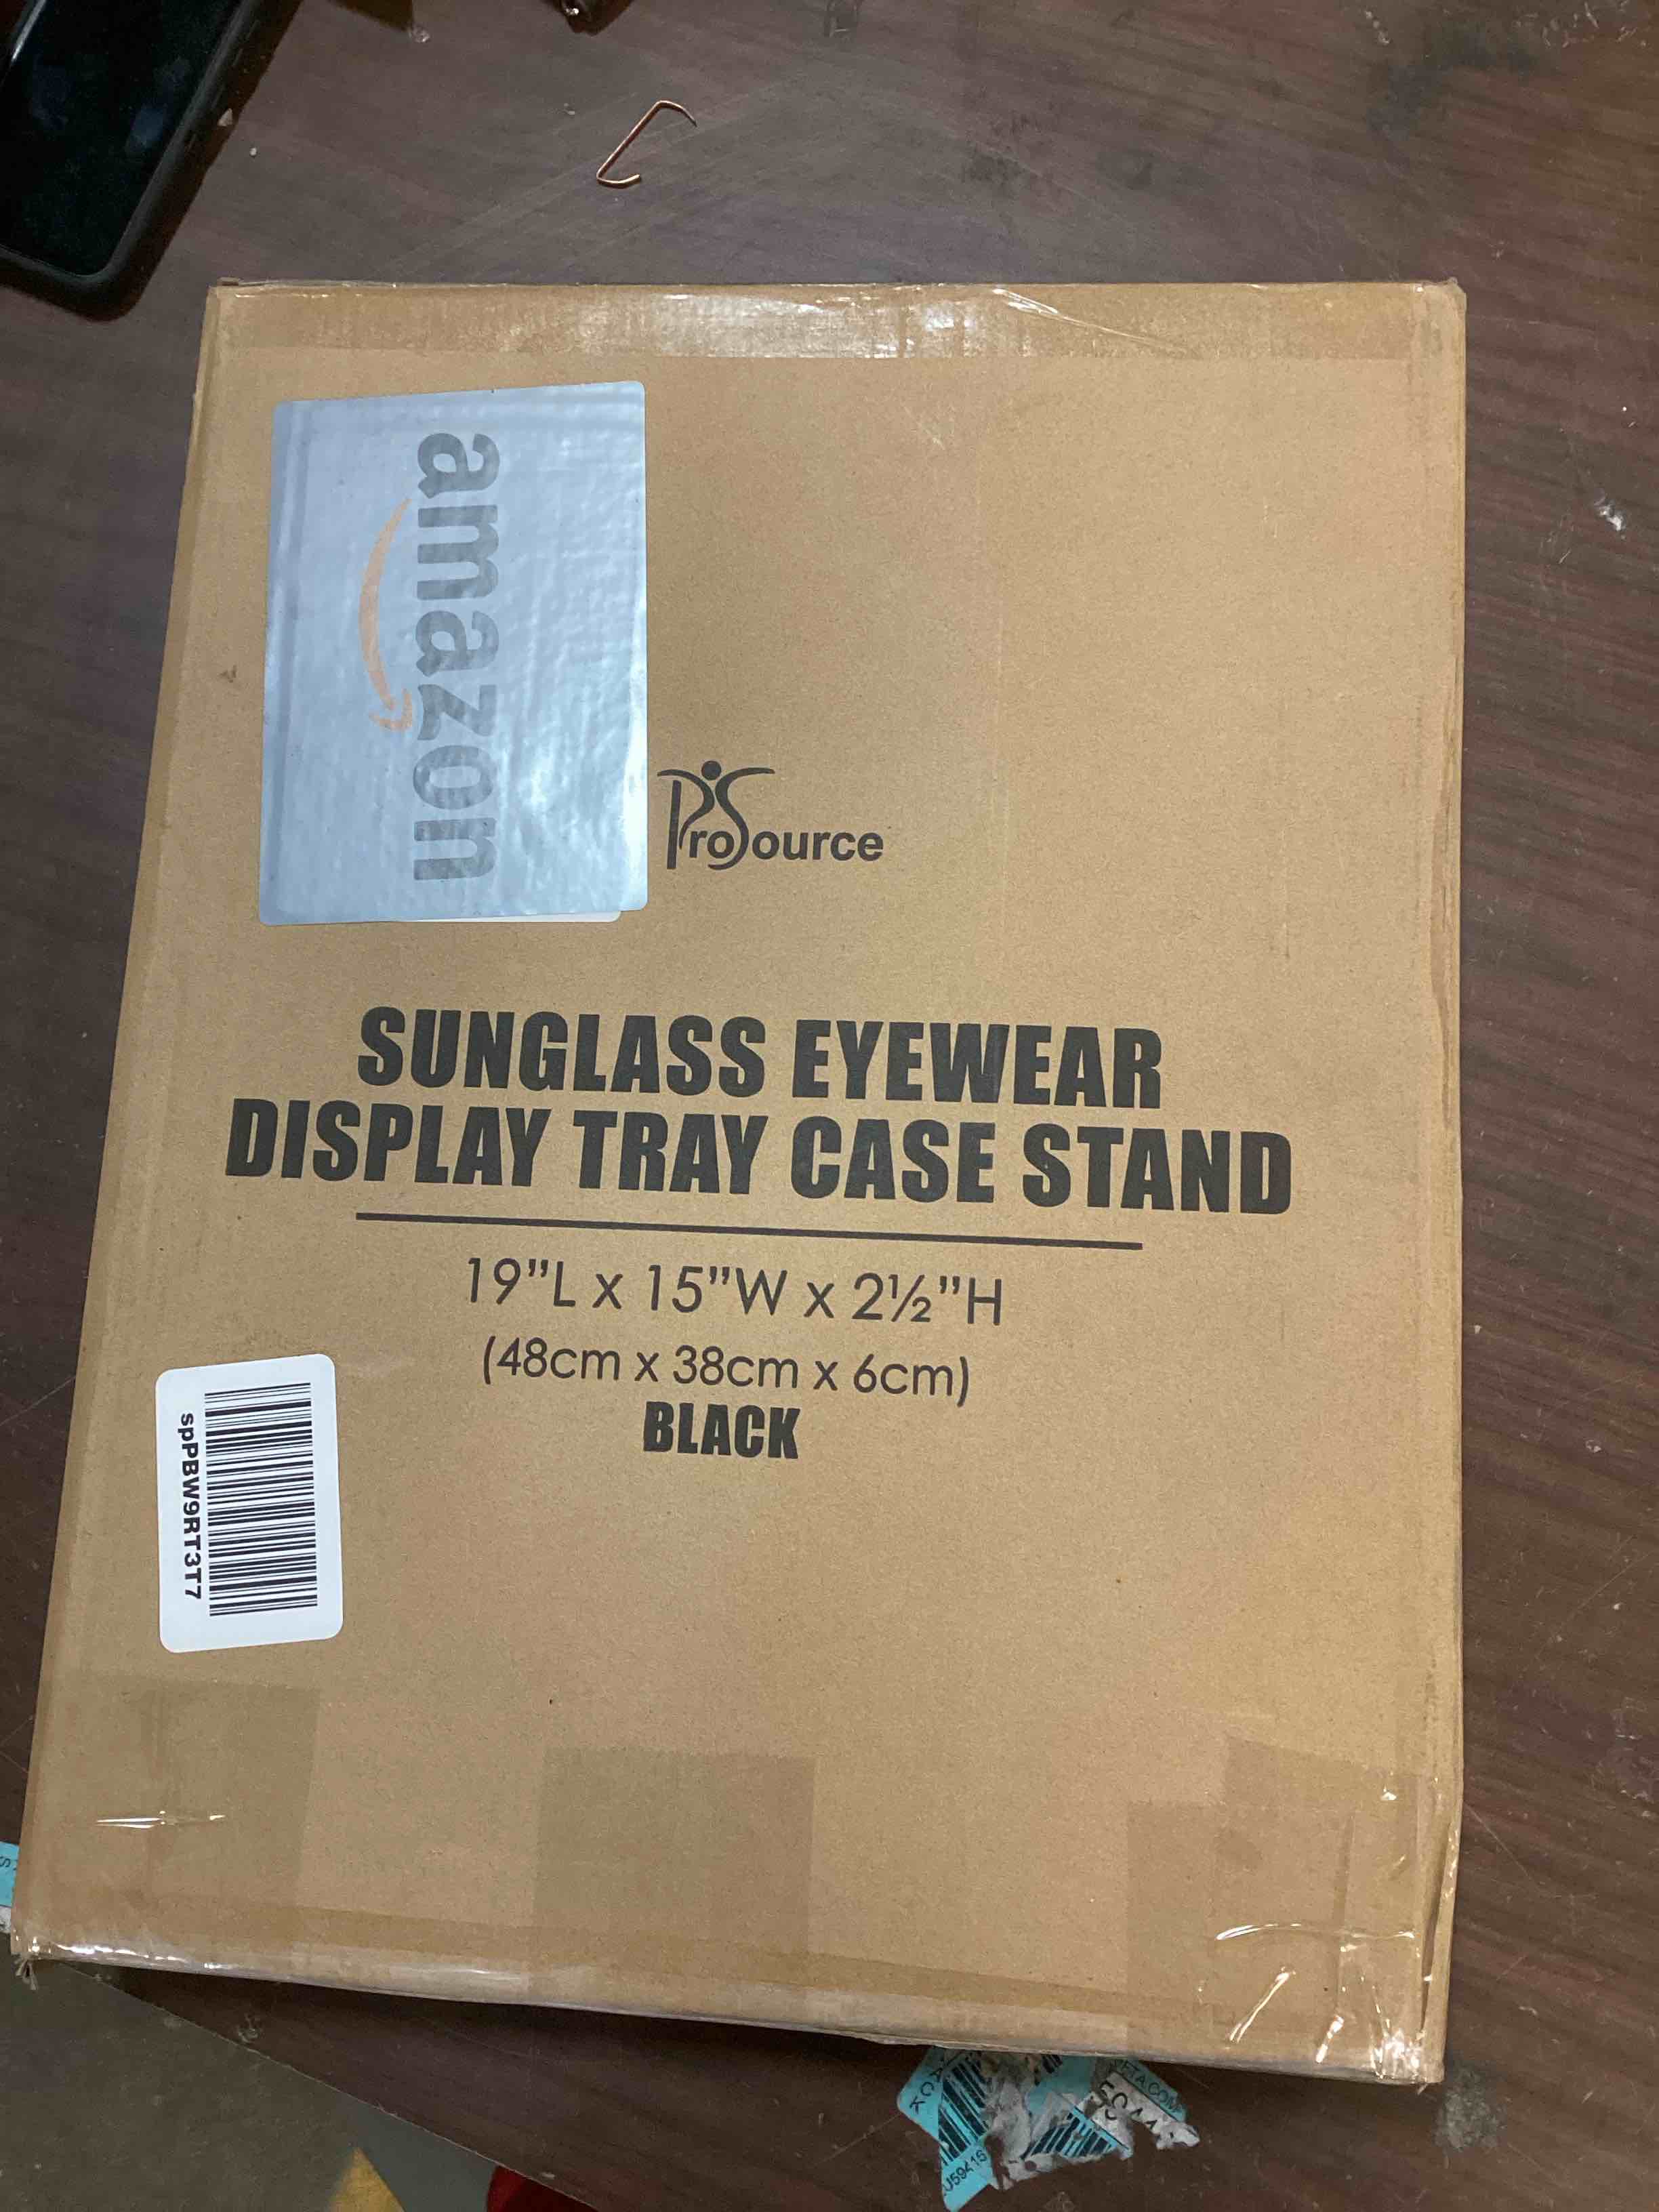 amazon
ProSource
SUNGLASS EYEWEAR
DISPLAY TRAY CASE STAND
19”L x 15”W x 2½”H
(48cm x 38cm x 6cm)
BLACK
spPBW9RT3T7